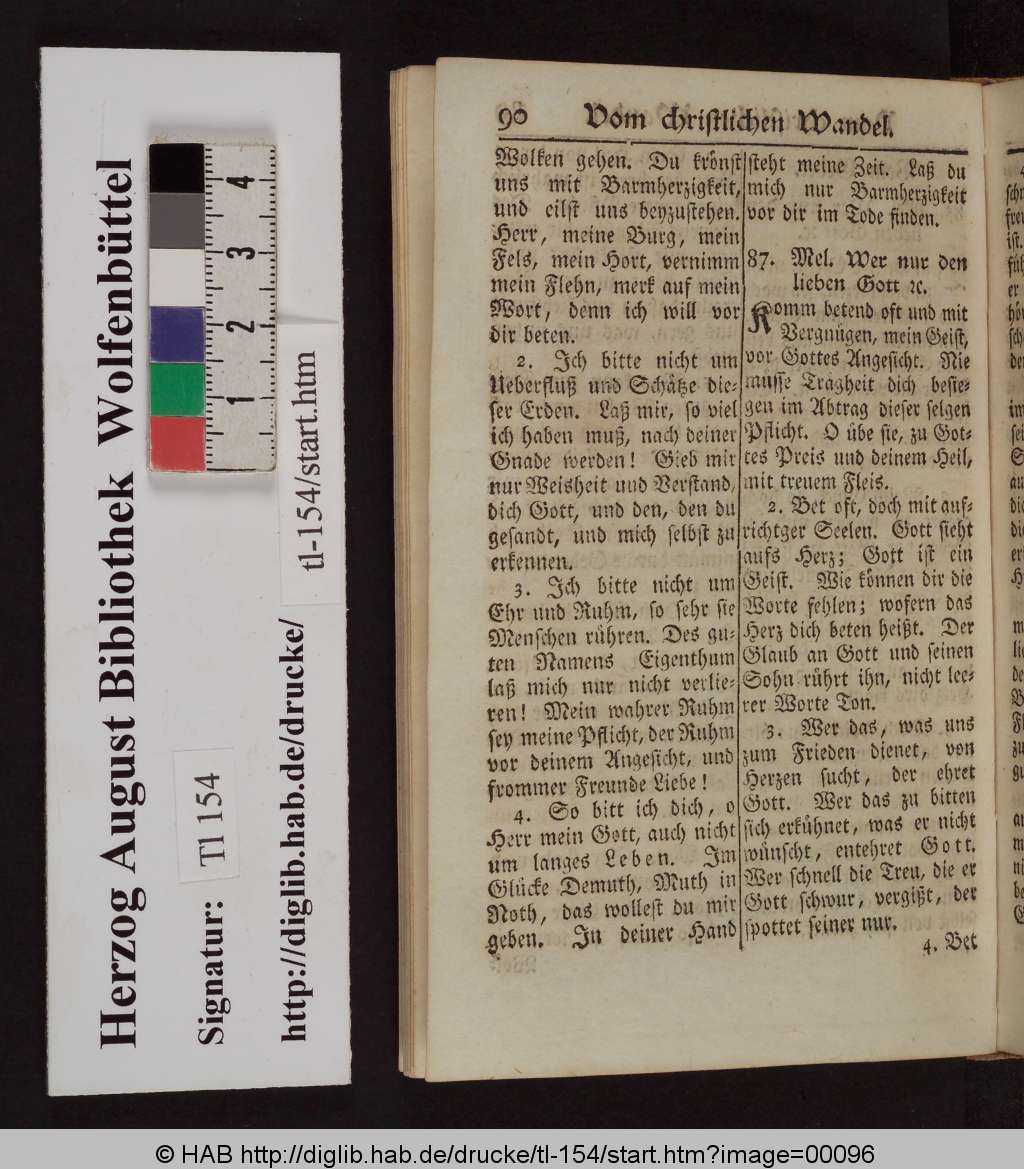 Herzog August Bibliothek Wolfenbüttel
Signatur: Tl 154
http://diglib.hab.de/drucke/ tl-154/start.htm
1 2 3 4
90 Vom christlichen Wandel.
Wolken gehen. Du krönst
uns mit Barmherzigkeit,
und eilst uns beyzustehen.
Herr, meine Burg, mein
Fels, mein Hort, vernimm
mein Flehn, merk auf mein
Wort, denn ich will vor
dir beten.
2. Ich bitte nicht um
Ueberfluß und Schätze die-
ser Erden. Laß mir, so viel
ich haben muß, nach deiner
Gnade werden! Gieb mir
nur Weisheit und Verstand,
dich Gott, und den, den du
gesandt, und mich selbst zu
erkennen.
3. Ich bitte nicht um
Ehr und Ruhm, so sehr sie
Menschen rühren. Des gu-
ten Namens Eigenthum
laß mich nur nicht verlie-
ren! Mein wahrer Ruhm
sey meine Pflicht, der Ruhm
vor deinem Angesicht, und
frommer Freunde Liebe!
4. So bitt ich dich, o
Herr mein Gott, auch nicht
um langes Leben. Im
Glücke Demuth, Muth in
Noth, das wollest du mir
geben. In deiner Hand
steht meine Zeit. Laß du
mich nur Barmherzigkeit
vor dir im Tode finden.
87. Mel. Wer nur den
lieben Gott ꝛc.
Komm betend oft und mit
Vergnügen, mein Geist,
vor Gottes Angesicht. Nie
müsse Trägheit dich besie-
gen im Abtrag dieser selgen
Pflicht. O übe sie, zu Got-
tes Preis und deinem Heil,
mit treuem Fleis.
2. Bet oft, doch mit auf-
richtger Seelen. Gott sieht
aufs Herz; Gott ist ein
Geist. Wie können dir die
Worte fehlen; wofern das
Herz dich beten heißt. Der
Glaub an Gott und seinen
Sohn rührt ihn, nicht lee-
rer Worte Ton.
3. Wer das, was uns
zum Frieden dienet, von
Herzen sucht, der ehret
Gott. Wer das zu bitten
sich erkühnet, was er nicht
wünscht, entehret Gott.
Wer schnell die Treu, die er
Gott schwur, vergißt, der
spottet seiner nur.
4. Bet
© HAB http://diglib.hab.de/drucke/tl-154/start.htm?image=00096